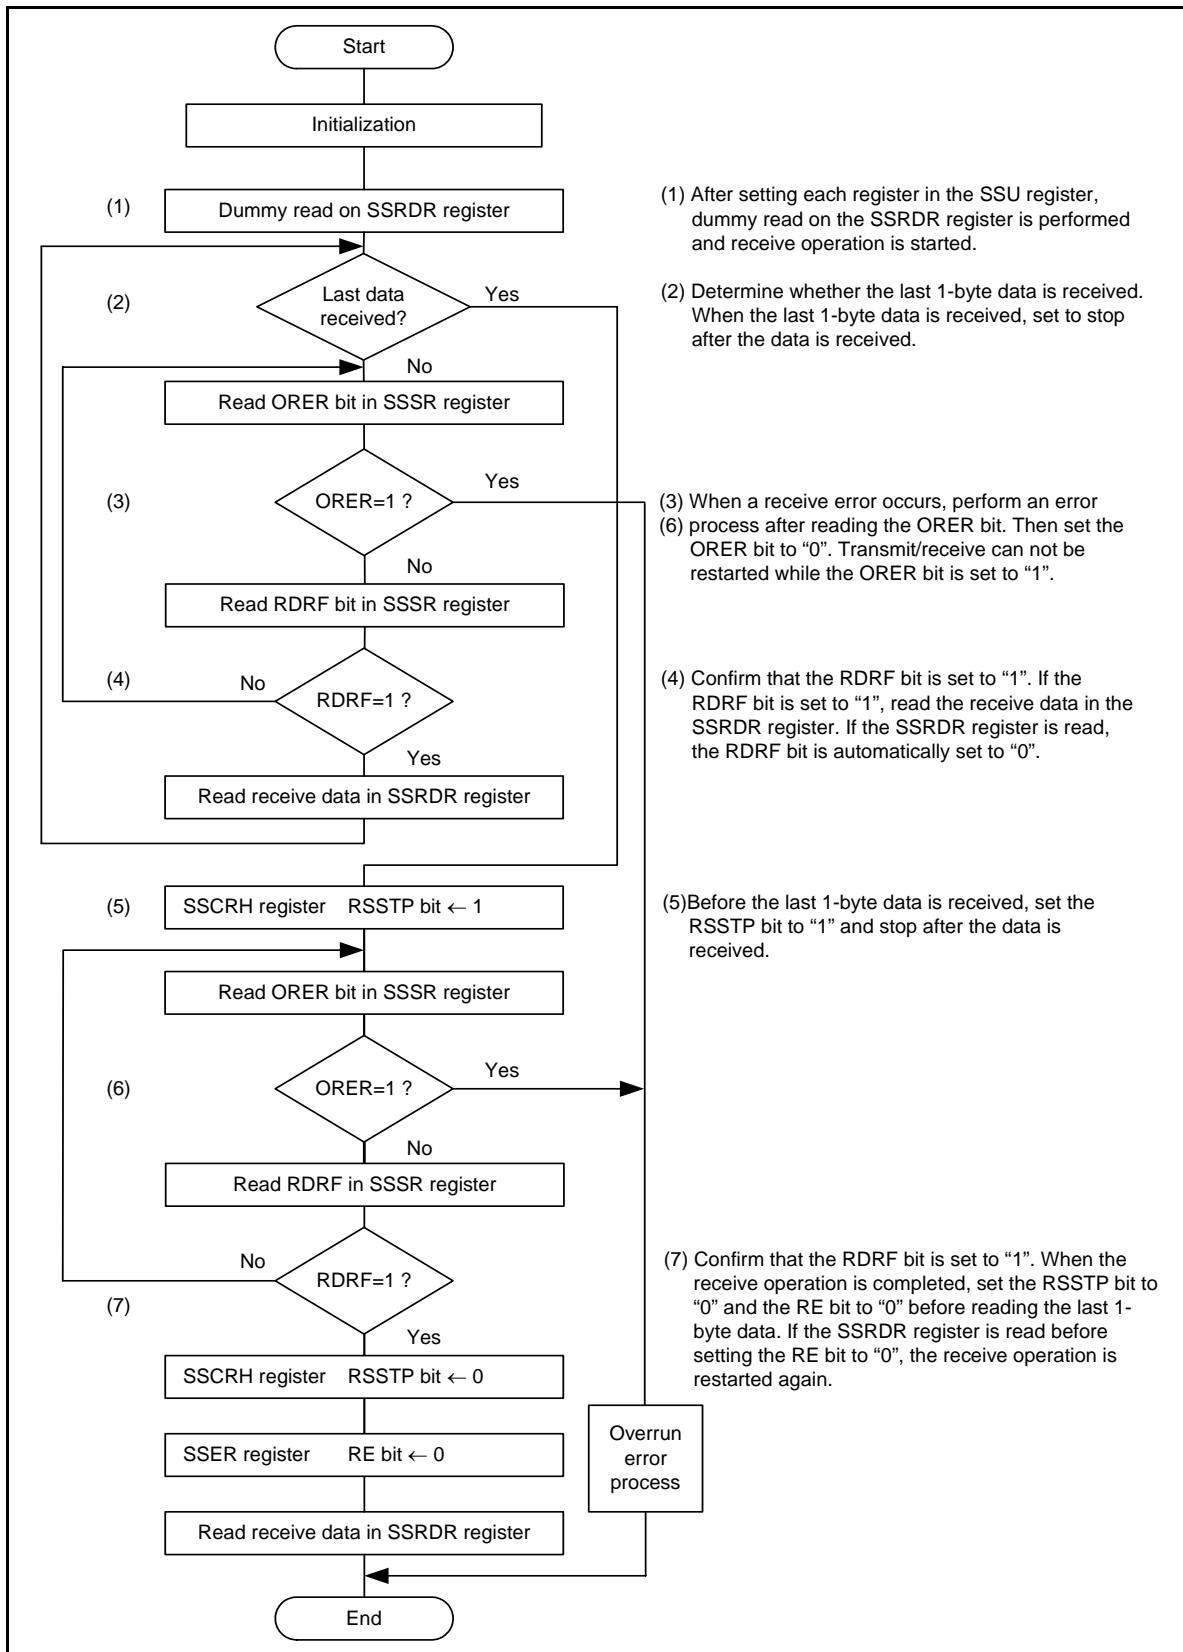 Start
Initialization
(1)
Dummy read on SSRDR register
(1) After setting each register in the SSU register,
dummy read on the SSRDR register is performed
and receive operation is started.
(2)
Last data
received?
Yes
No
(2) Determine whether the last 1-byte data is received.
When the last 1-byte data is received, set to stop
after the data is received.
Read ORER bit in SSSR register
(3)
ORER=1 ?
Yes
No
(3) When a receive error occurs, perform an error
(6) process after reading the ORER bit. Then set the
ORER bit to “0”. Transmit/receive can not be
restarted while the ORER bit is set to “1”.
Read RDRF bit in SSSR register
(4)
No
RDRF=1 ?
Yes
(4) Confirm that the RDRF bit is set to “1”. If the
RDRF bit is set to “1”, read the receive data in the
SSRDR register. If the SSRDR register is read,
the RDRF bit is automatically set to “0”.
Read receive data in SSRDR register
(5)
SSCRH register RSSTP bit ← 1
(5)Before the last 1-byte data is received, set the
RSSTP bit to “1” and stop after the data is
received.
Read ORER bit in SSSR register
(6)
ORER=1 ?
Yes
No
Read RDRF in SSSR register
No
RDRF=1 ?
(7)
Yes
(7) Confirm that the RDRF bit is set to “1”. When the
receive operation is completed, set the RSSTP bit to
“0” and the RE bit to “0” before reading the last 1-
byte data. If the SSRDR register is read before
setting the RE bit to “0”, the receive operation is
restarted again.
SSCRH register RSSTP bit ← 0
SSER register RE bit ← 0
Overrun
error
process
Read receive data in SSRDR register
End